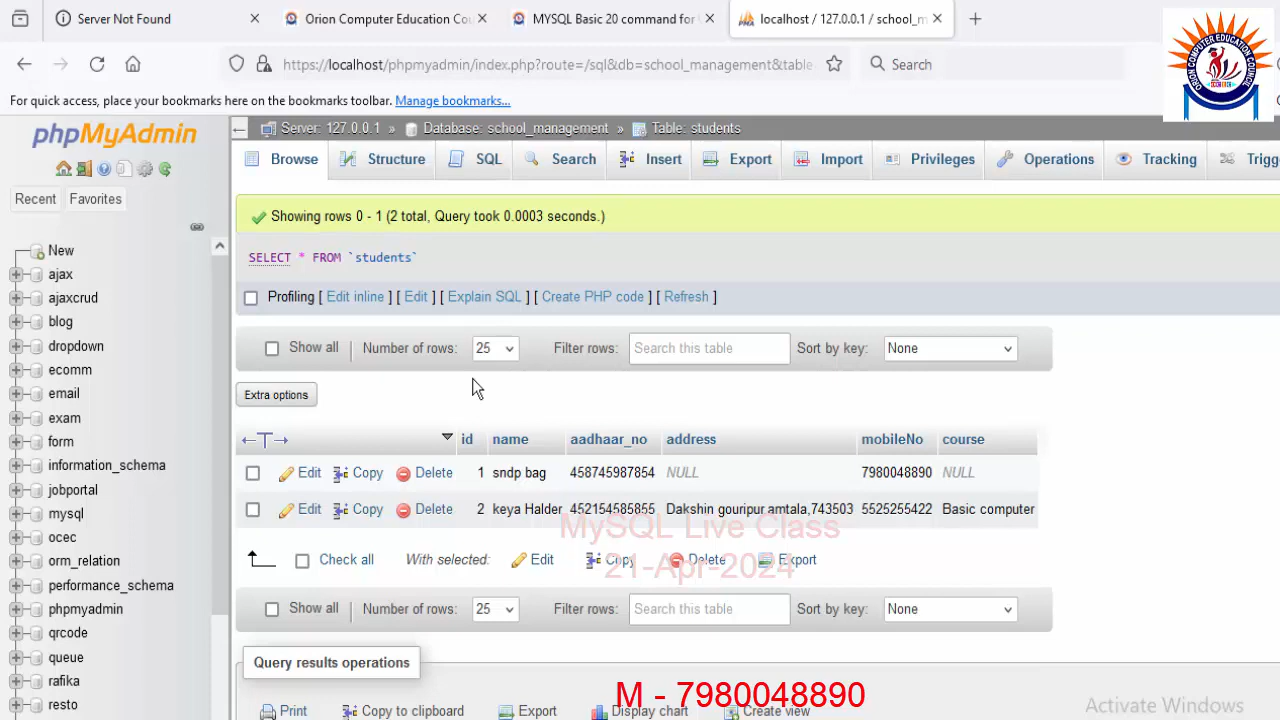 Server Not Found
Orion Computer Education Cou
MYSQL Basic 20 command for
localhost / 127.0.0.1 / school_m
https://localhost/phpmyadmin/index.php?route=/sql&db=school_management&table
Search
For quick access, place your bookmarks here on the bookmarks toolbar. Manage bookmarks...
ORION COMPUTER EDUCATION COUNCIL
phpMyAdmin
Recent Favorites
New
ajax
ajaxcrud
blog
dropdown
ecomm
email
exam
form
information_schema
jobportal
mysql
ocec
orm_relation
performance_schema
phpmyadmin
qrcode
queue
rafika
resto
Server: 127.0.0.1 » Database: school_management » Table: students
Browse Structure SQL Search Insert Export Import Privileges Operations Tracking Trigg
Showing rows 0 - 1 (2 total, Query took 0.0003 seconds.)
SELECT * FROM `students`
Profiling [ Edit inline ] [ Edit ] [ Explain SQL ] [ Create PHP code ] [ Refresh ]
Show all Number of rows: 25 Filter rows: Search this table Sort by key: None
Extra options
id name aadhaar_no address mobileNo course
Edit Copy Delete 1 sndp bag 458745987854 NULL 7980048890 NULL
Edit Copy Delete 2 keya Halder 452154585855 Dakshin gouripur,amtala,743503 5525255422 Basic computer
MySQL Live Class
Check all With selected: Edit Copy Delete Export
21-Apr-2024
Show all Number of rows: 25 Filter rows: Search this table Sort by key: None
Query results operations
M - 7980048890
Print Copy to clipboard Export Display chart Create view
Activate Windows